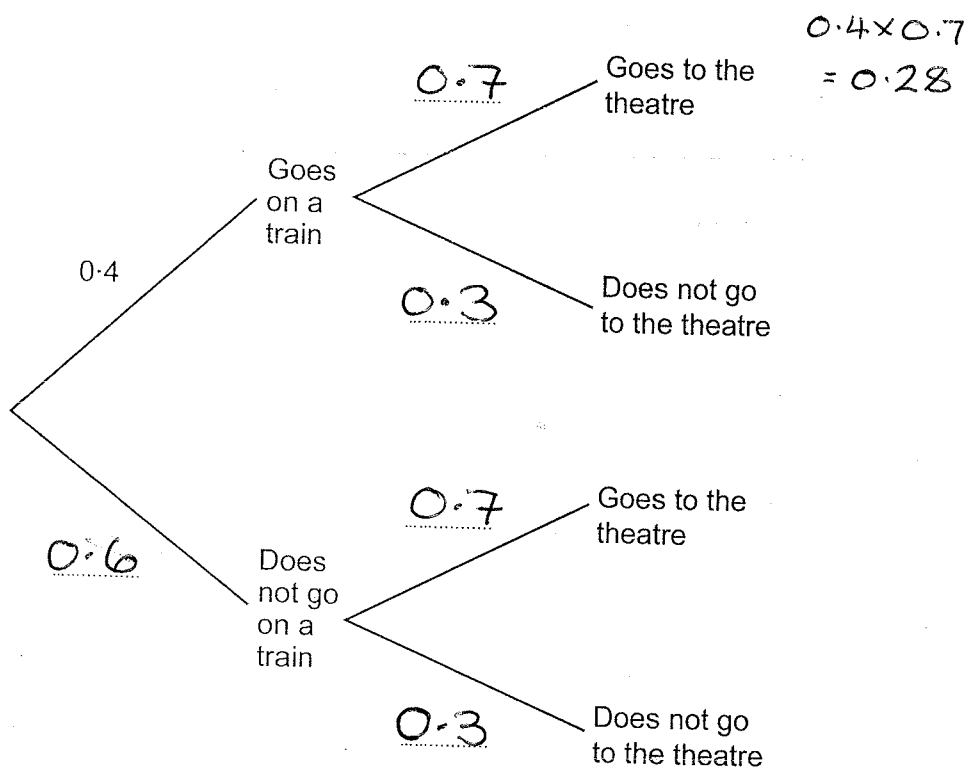 0.4×0.7
= 0.28
0.7
Goes to the
theatre
Goes
on a
train
0·4
0.3
Does not go
to the theatre
0.7
Goes to the
theatre
0.6
Does
not go
on a
train
0.3
Does not go
to the theatre